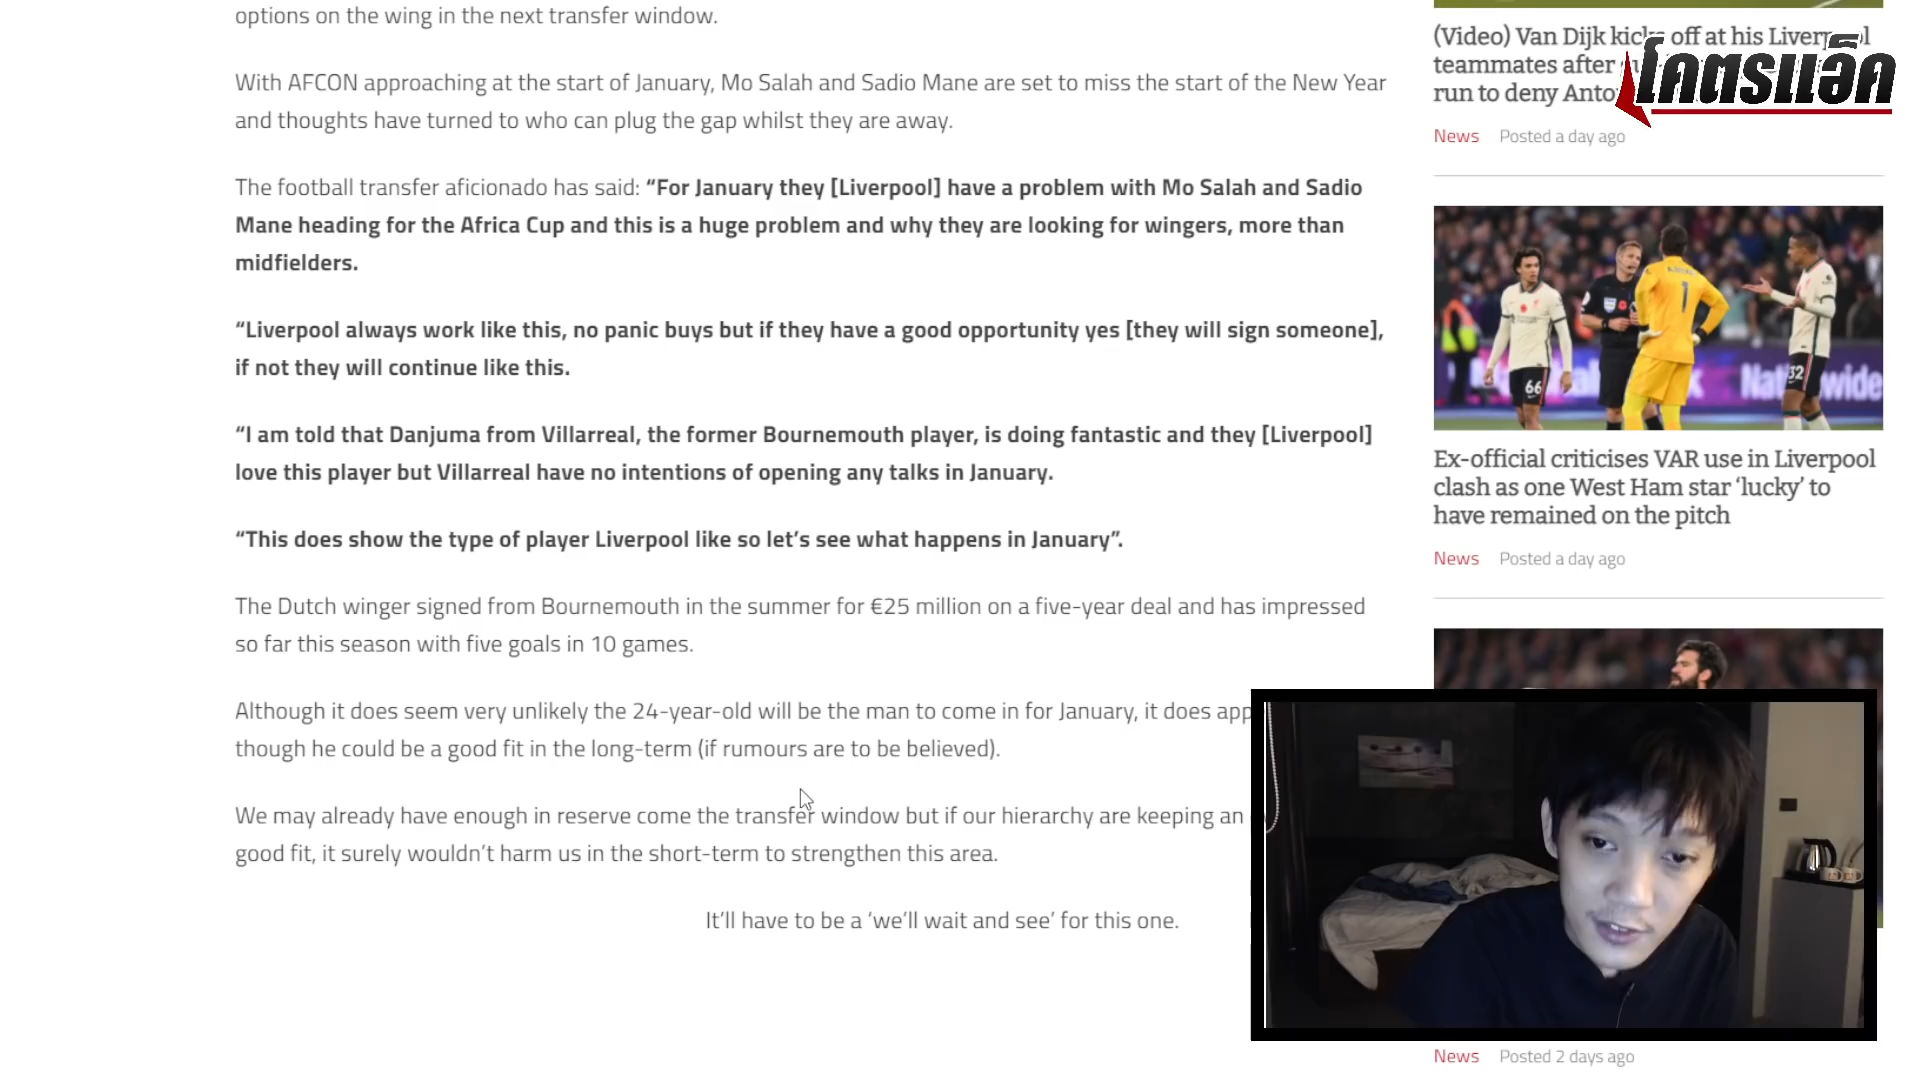 options on the wing in the next transfer window.
With AFCON approaching at the start of January, Mo Salah and Sadio Mane are set to miss the start of the New Year
and thoughts have turned to who can plug the gap whilst they are away.
The football transfer aficionado has said: “For January they [Liverpool] have a problem with Mo Salah and Sadio
Mane heading for the Africa Cup and this is a huge problem and why they are looking for wingers, more than
midfielders.
“Liverpool always work like this, no panic buys but if they have a good opportunity yes [they will sign someone],
if not they will continue like this.
“I am told that Danjuma from Villarreal, the former Bournemouth player, is doing fantastic and they [Liverpool]
love this player but Villarreal have no intentions of opening any talks in January.
“This does show the type of player Liverpool like so let’s see what happens in January”.
The Dutch winger signed from Bournemouth in the summer for €25 million on a five-year deal and has impressed
so far this season with five goals in 10 games.
Although it does seem very unlikely the 24-year-old will be the man to come in for January, it does app
though he could be a good fit in the long-term (if rumours are to be believed).
We may already have enough in reserve come the transfer window but if our hierarchy are keeping an
good fit, it surely wouldn’t harm us in the short-term to strengthen this area.
It’ll have to be a ‘we’ll wait and see’ for this one.
(Video) Van Dijk kicks off at his Liverpool
teammates after
run to deny Anto
โคตรแอ็ค
News Posted a day ago
66
1
32
Nat wide
Ex-official criticises VAR use in Liverpool
clash as one West Ham star ‘lucky’ to
have remained on the pitch
News Posted a day ago
News Posted 2 days ago